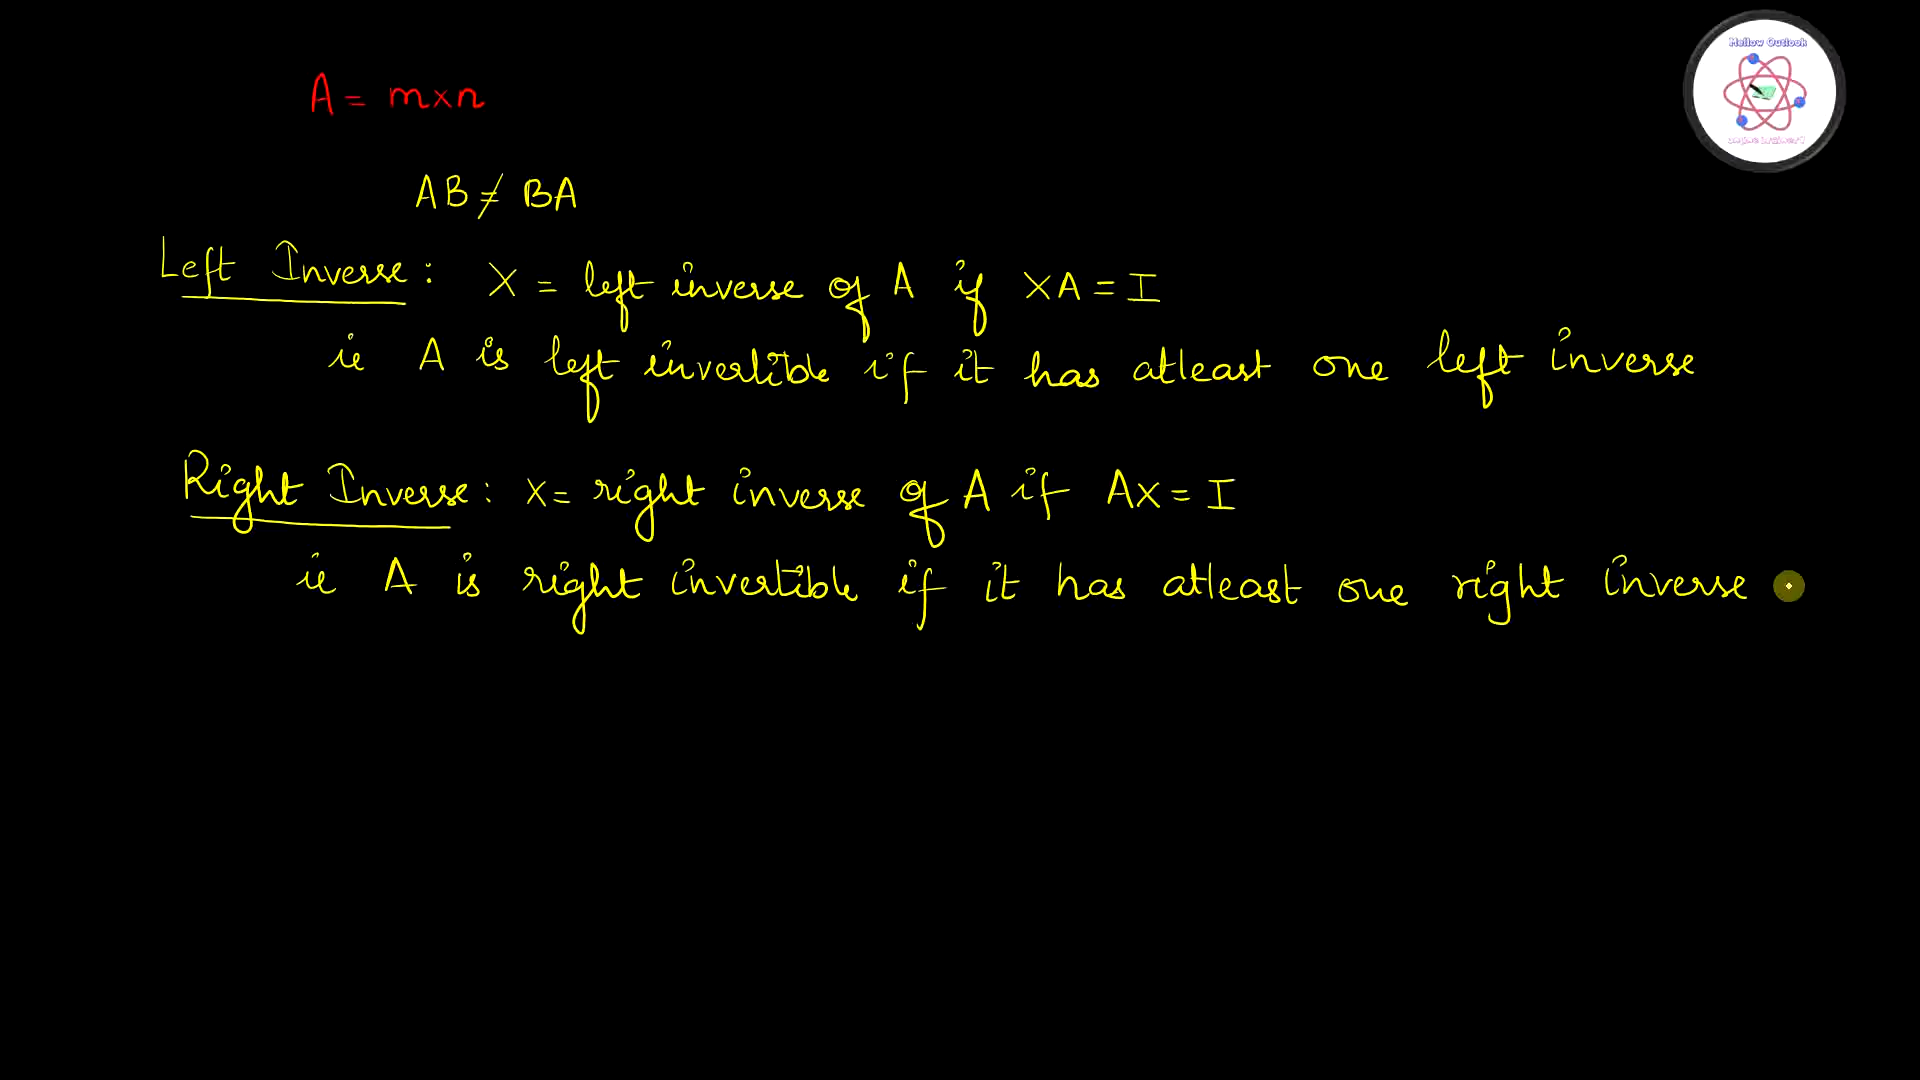 Mellow Outlook
A = m×n
AB ≠ BA
Left Inverse: X = left inverse of A if XA = I
ie A is left invertible if it has atleast one left inverse
Right Inverse: X = right inverse of A if AX = I
ie A is right invertible if it has atleast one right inverse